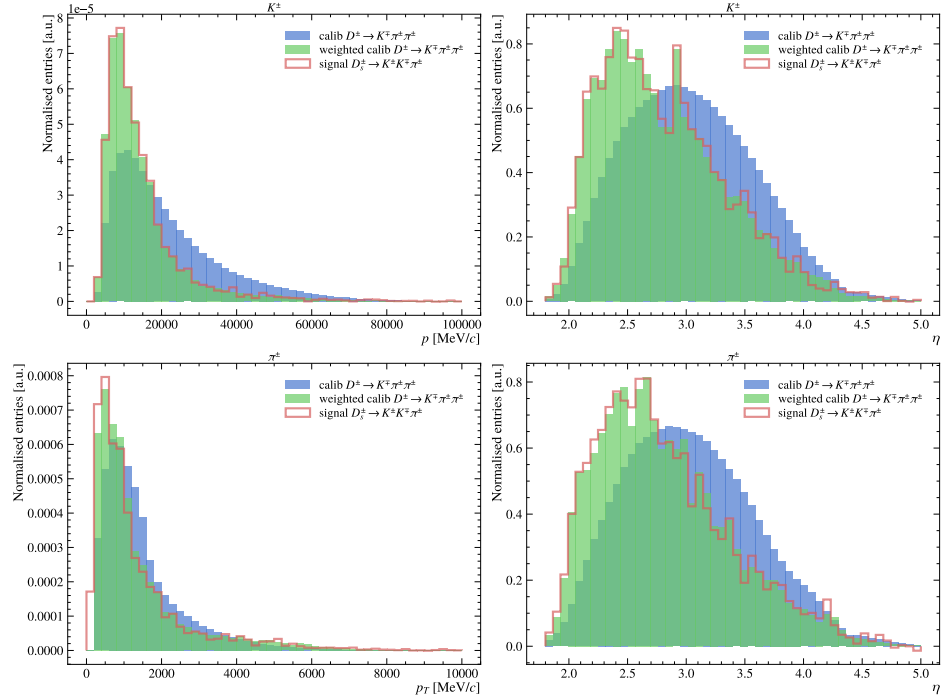 K±
1e−5
Normalised entries [a.u.]
8
7
6
5
4
3
2
1
0
calib D± → K∓π±π±
weighted calib D± → K∓π±π±
signal Dₛ± → K±K∓π±
0
20000
40000
60000
80000
100000
p [MeV/c]
K±
Normalised entries [a.u.]
0.8
0.6
0.4
0.2
0.0
calib D± → K∓π±π±
weighted calib D± → K∓π±π±
signal Dₛ± → K±K∓π±
2.0
2.5
3.0
3.5
4.0
4.5
5.0
η
π±
Normalised entries [a.u.]
0.0008
0.0007
0.0006
0.0005
0.0004
0.0003
0.0002
0.0001
0.0000
calib D± → K∓π±π±
weighted calib D± → K∓π±π±
signal Dₛ± → K±K∓π±
0
2000
4000
6000
8000
10000
p_T [MeV/c]
π±
Normalised entries [a.u.]
0.8
0.6
0.4
0.2
0.0
calib D± → K∓π±π±
weighted calib D± → K∓π±π±
signal Dₛ± → K±K∓π±
2.0
2.5
3.0
3.5
4.0
4.5
5.0
η